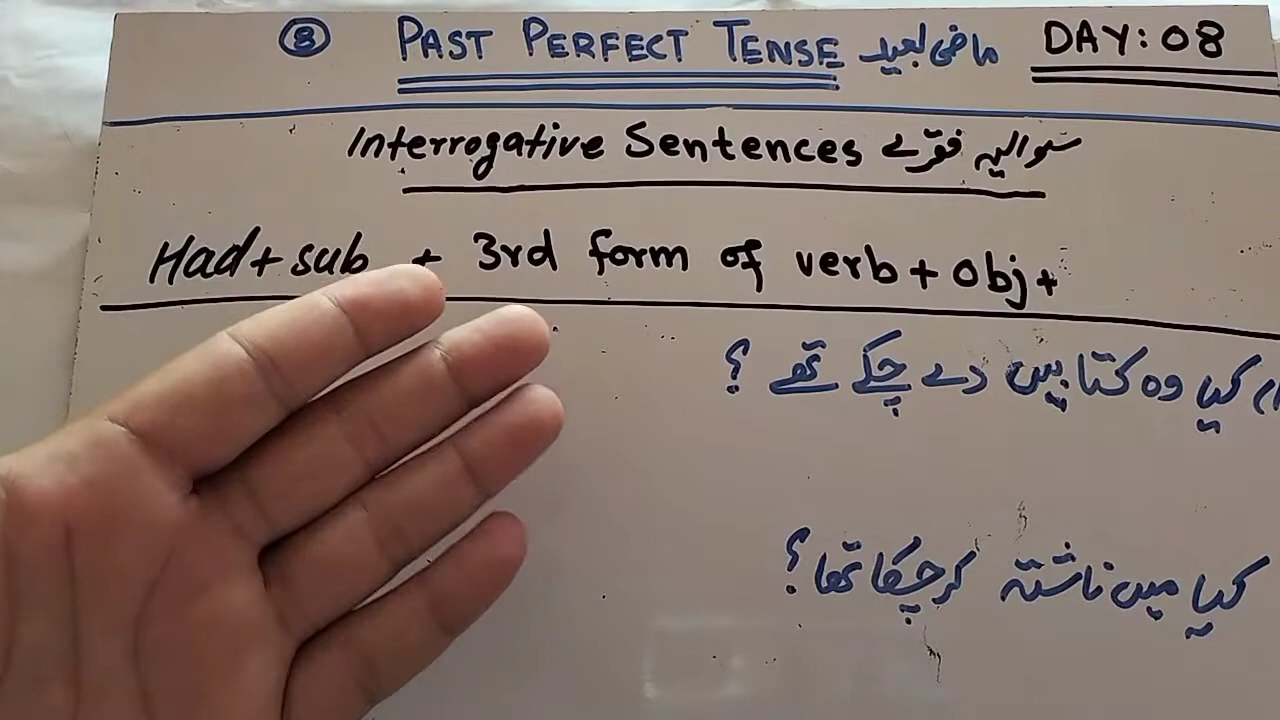 ⑧ PAST PERFECT TENSE ماضی بعید DAY: 08
Interrogative Sentences سوالیہ فقرے
Had + sub + 3rd form of verb + Obj +
کیا وہ کتابیں دے چکے تھے ؟
کیا میں ناشتہ کر چکا تھا ؟